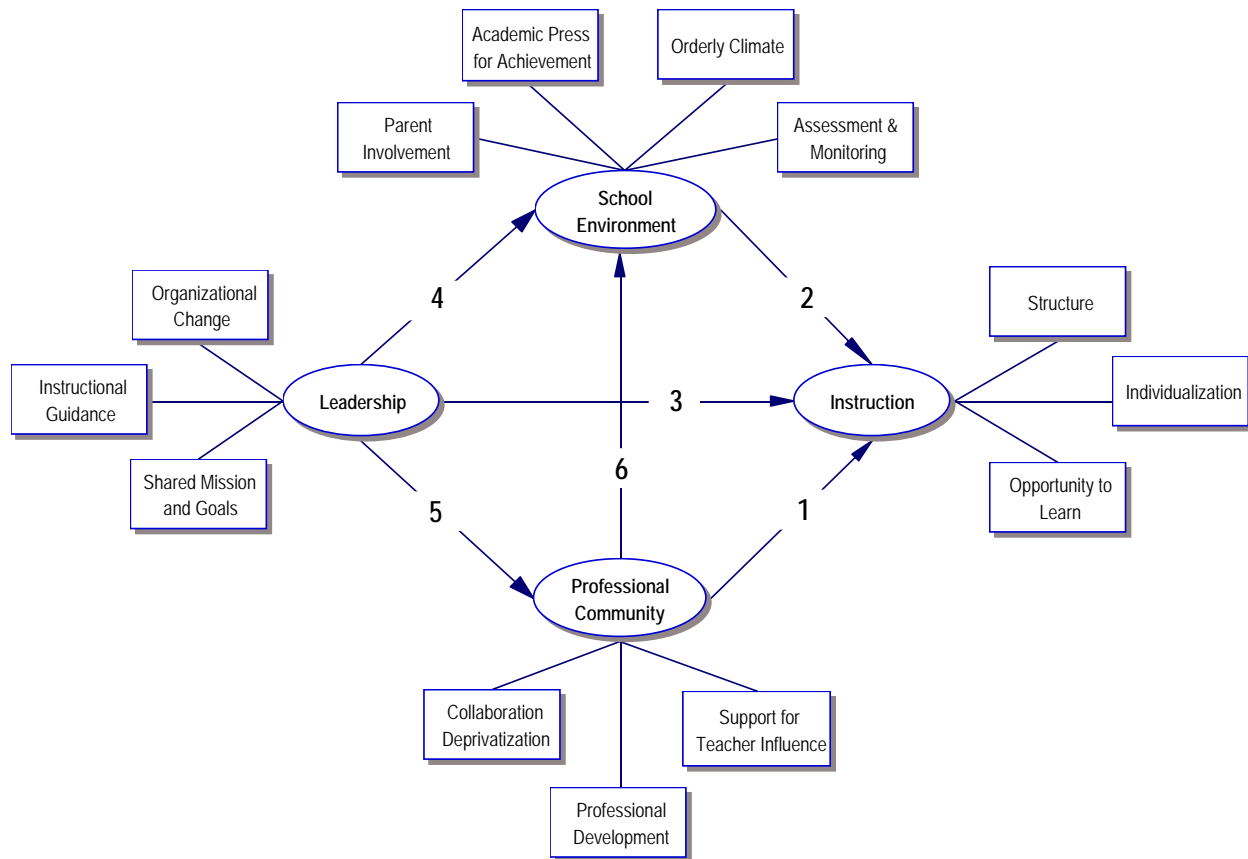 Academic Press
for Achievement
Orderly Climate
Parent
Involvement
Assessment &
Monitoring
School
Environment
4
2
Organizational
Change
Structure
Instructional
Guidance
Leadership
3
Instruction
Individualization
Shared Mission
and Goals
6
5
1
Opportunity to
Learn
Professional
Community
Collaboration
Deprivatization
Support for
Teacher Influence
Professional
Development